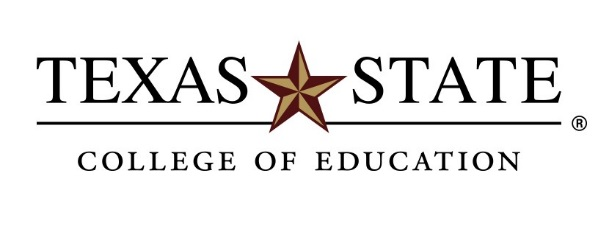 TEXAS STATE
®
COLLEGE OF EDUCATION